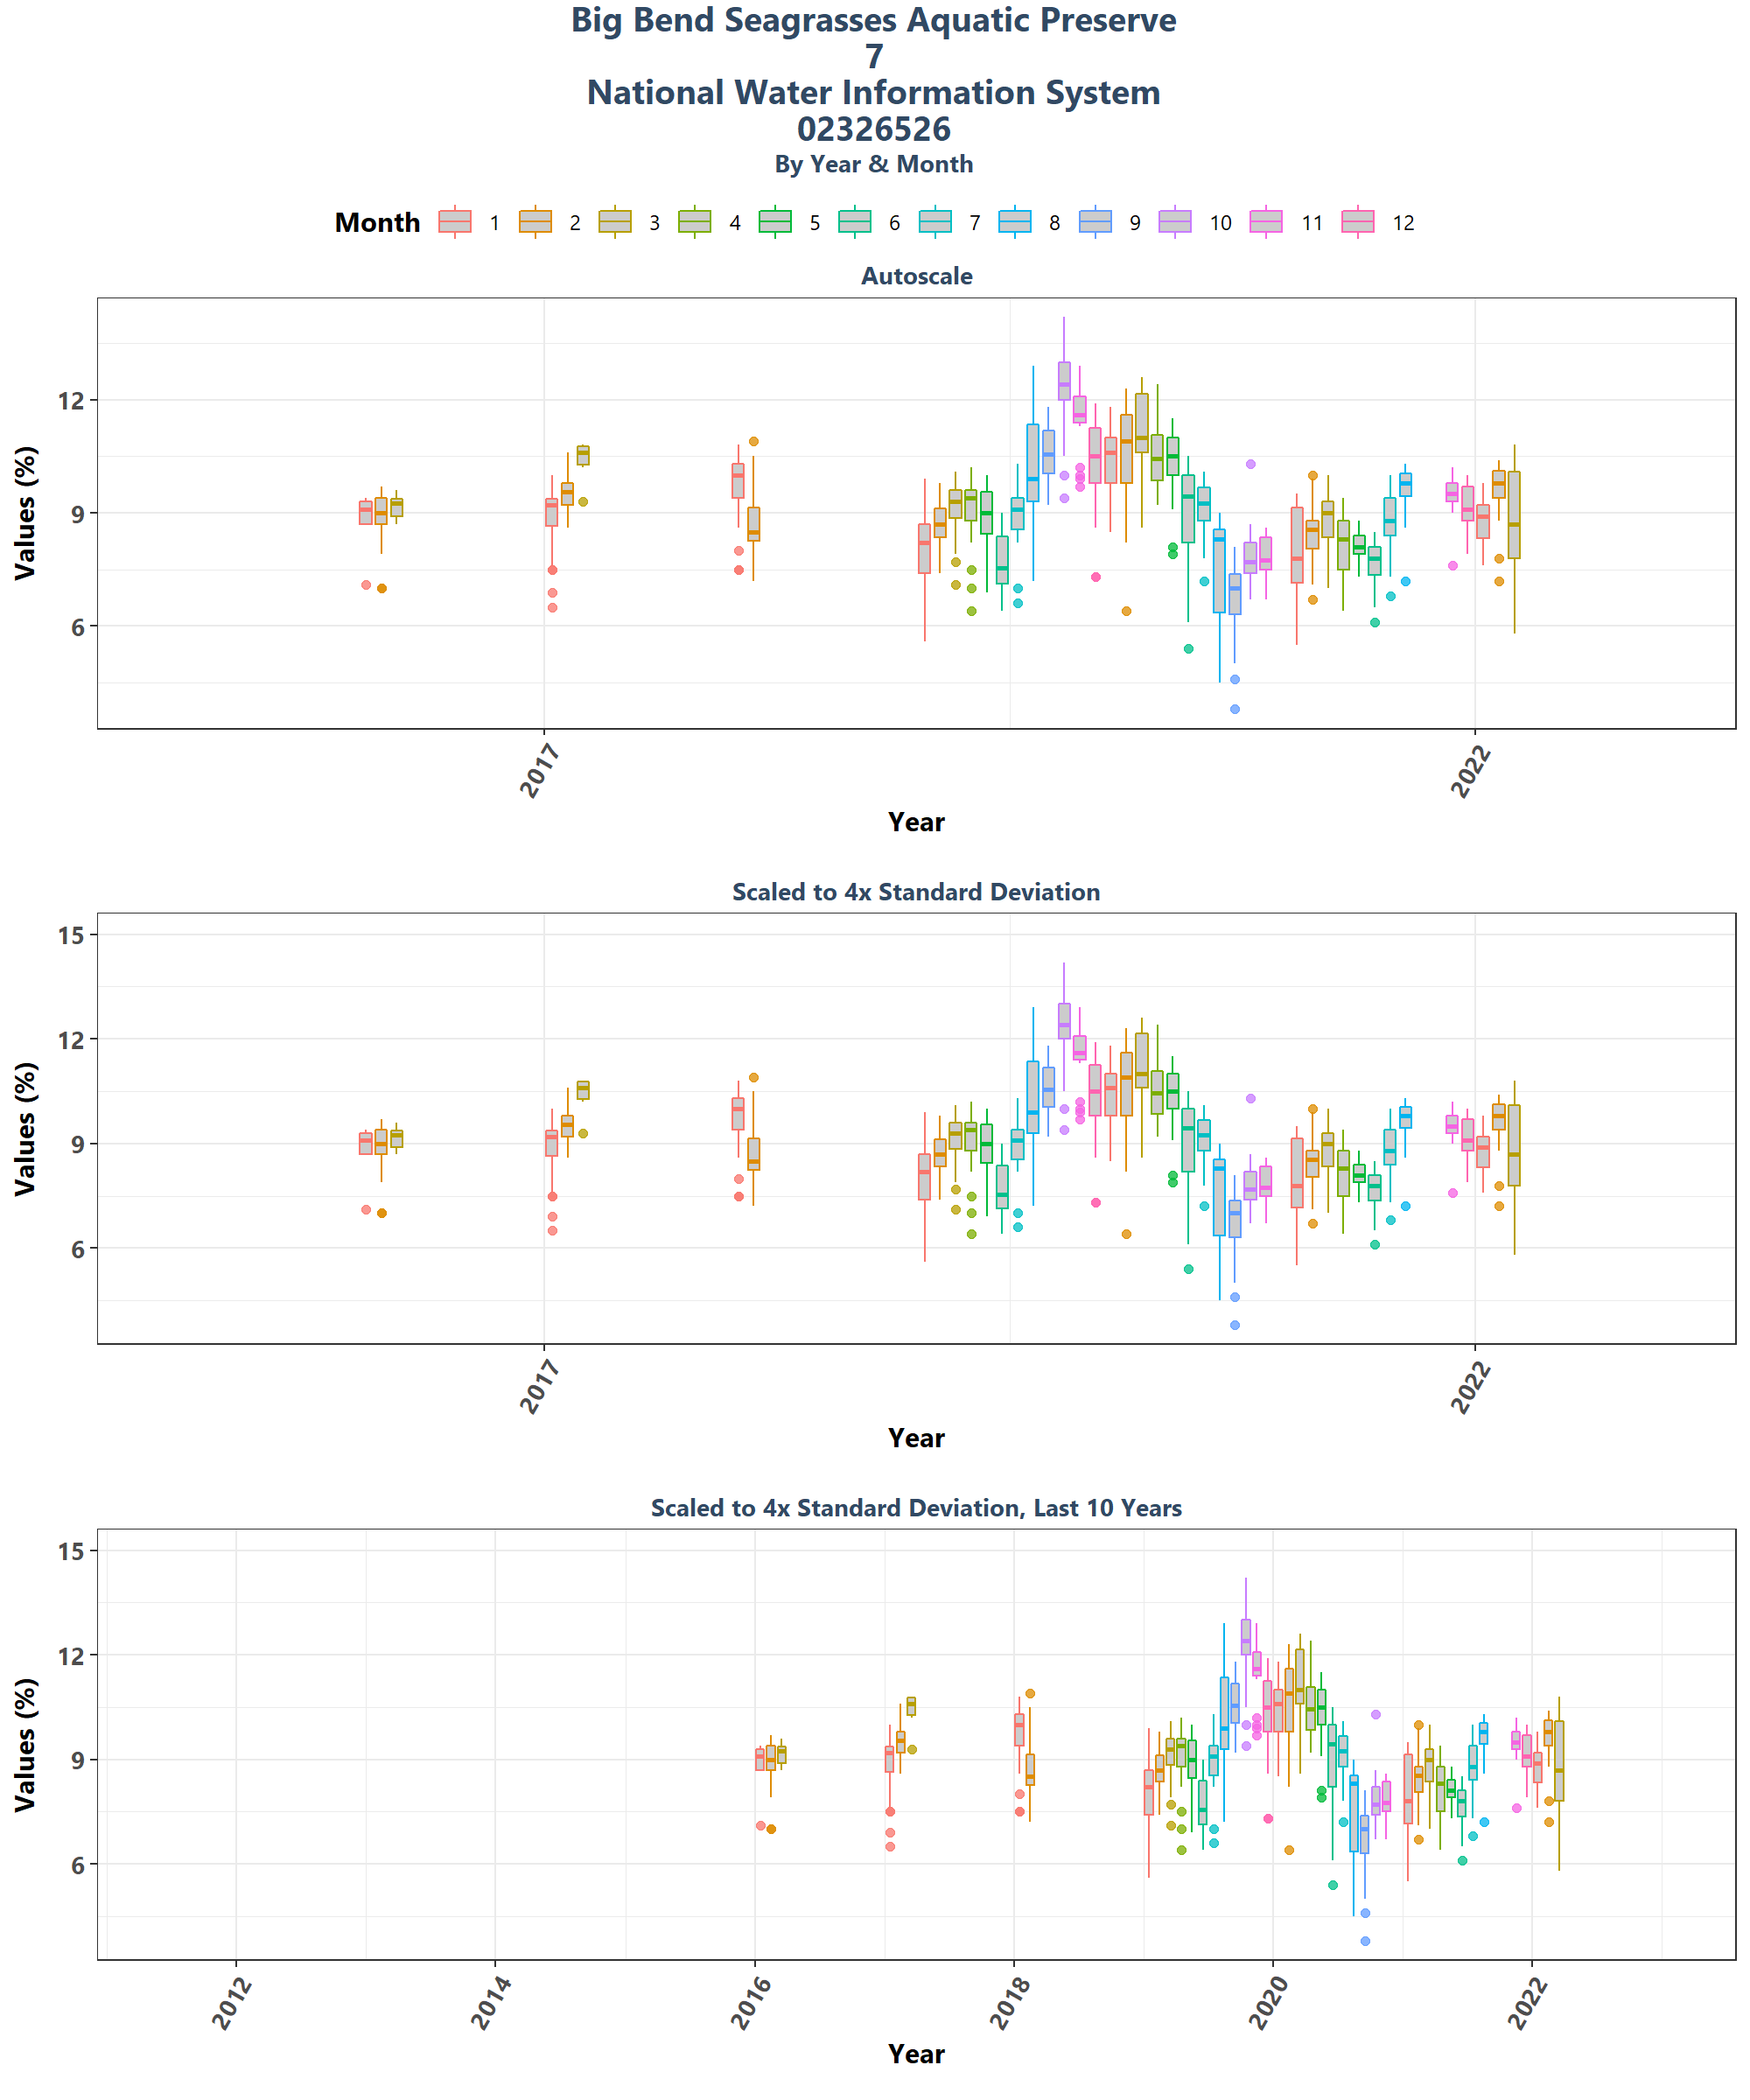 Big Bend Seagrasses Aquatic Preserve
7
National Water Information System
02326526
By Year & Month
Month 1 2 3 4 5 6 7 8 9 10 11 12
Autoscale
Values (%)
12
9
6
2017 2022
Year
Scaled to 4x Standard Deviation
Values (%)
15
12
9
6
2017 2022
Year
Scaled to 4x Standard Deviation, Last 10 Years
Values (%)
15
12
9
6
2012 2014 2016 2018 2020 2022
Year